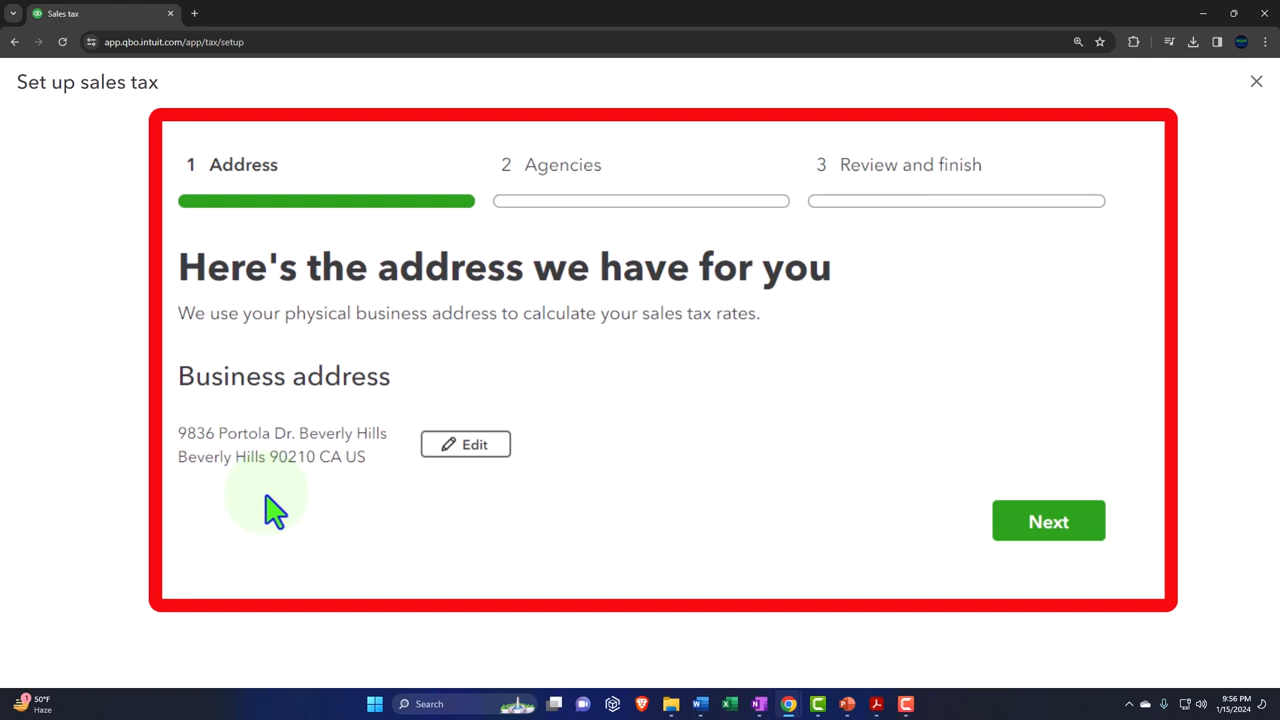 Sales tax
app.qbo.intuit.com/app/tax/setup
Set up sales tax
1 Address
2 Agencies
3 Review and finish
Here's the address we have for you
We use your physical business address to calculate your sales tax rates.
Business address
9836 Portola Dr. Beverly Hills
Beverly Hills 90210 CA US
Edit
Next
1
50°F
Haze
Search
9:56 PM
1/15/2024